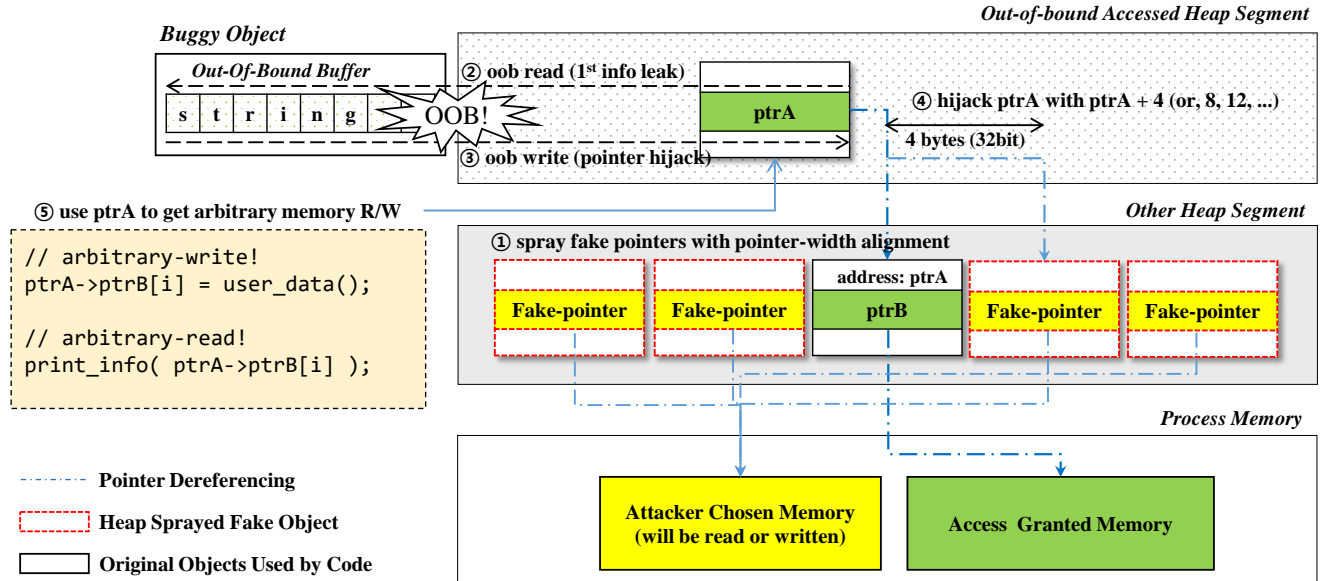 Out-of-bound Accessed Heap Segment
Buggy Object
Out-Of-Bound Buffer
② oob read (1st info leak)
s t r i n g
OOB!
ptrA
④ hijack ptrA with ptrA + 4 (or, 8, 12, ...)
4 bytes (32bit)
③ oob write (pointer hijack)
⑤ use ptrA to get arbitrary memory R/W
Other Heap Segment
① spray fake pointers with pointer-width alignment
// arbitrary-write!
ptrA->ptrB[i] = user_data();
// arbitrary-read!
print_info( ptrA->ptrB[i] );
address: ptrA
Fake-pointer Fake-pointer ptrB Fake-pointer Fake-pointer
Process Memory
Pointer Dereferencing
Heap Sprayed Fake Object
Original Objects Used by Code
Attacker Chosen Memory
(will be read or written)
Access Granted Memory